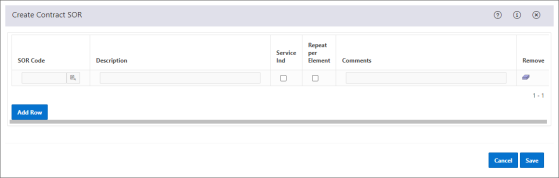 Create Contract SOR
SOR Code Description Service Ind Repeat per Element Comments Remove
1 - 1
Add Row
Cancel Save